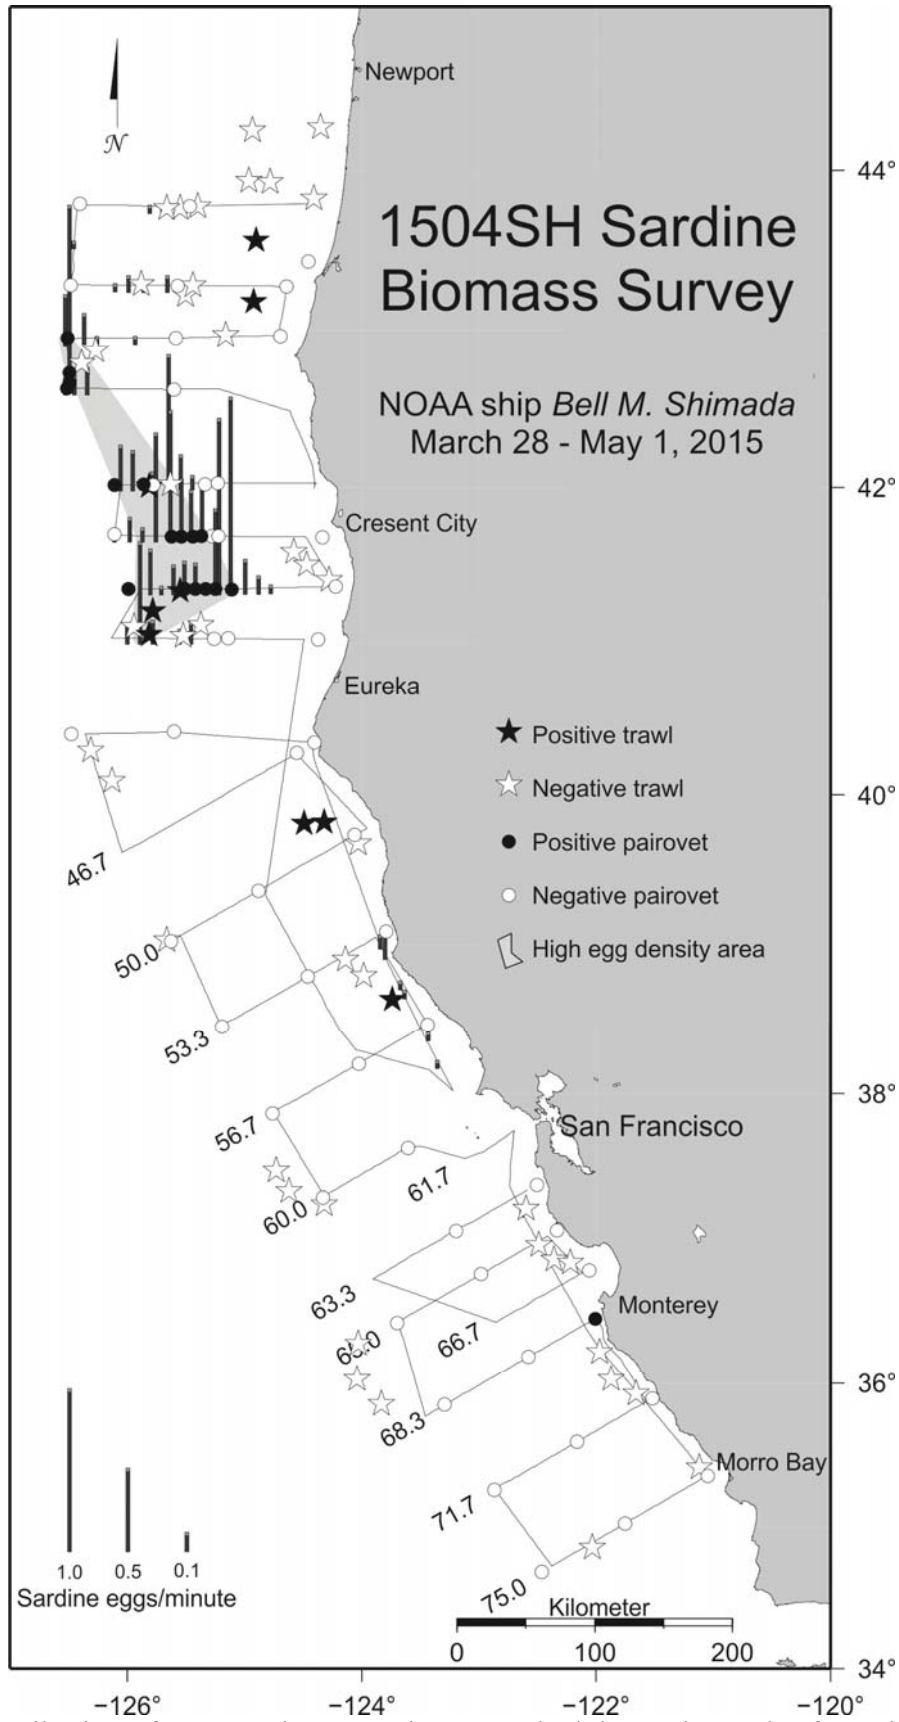 Newport
N
44°
1504SH Sardine
Biomass Survey
NOAA ship Bell M. Shimada
March 28 - May 1, 2015
42°
Cresent City
Eureka
Positive trawl
Negative trawl
40°
Positive pairovet
46.7
Negative pairovet
50.0
High egg density area
53.3
38°
56.7
San Francisco
61.7
60.0
63.3
Monterey
66.7
36°
68.3
Morro Bay
71.7
1.0 0.5 0.1
Sardine eggs/minute
75.0
Kilometer
0 100 200
34°
−126° −124° −122° −120°